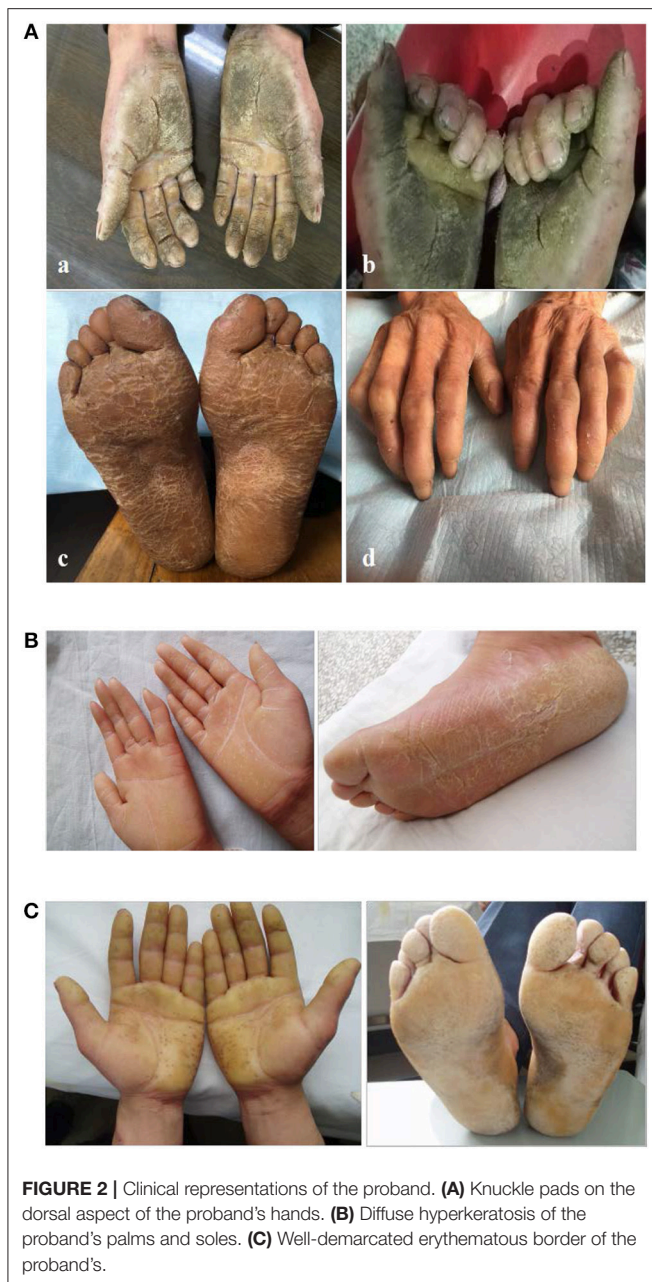 A
a
b
c
d
B
C
FIGURE 2 | Clinical representations of the proband. (A) Knuckle pads on the
dorsal aspect of the proband's hands. (B) Diffuse hyperkeratosis of the
proband's palms and soles. (C) Well-demarcated erythematous border of the
proband's.